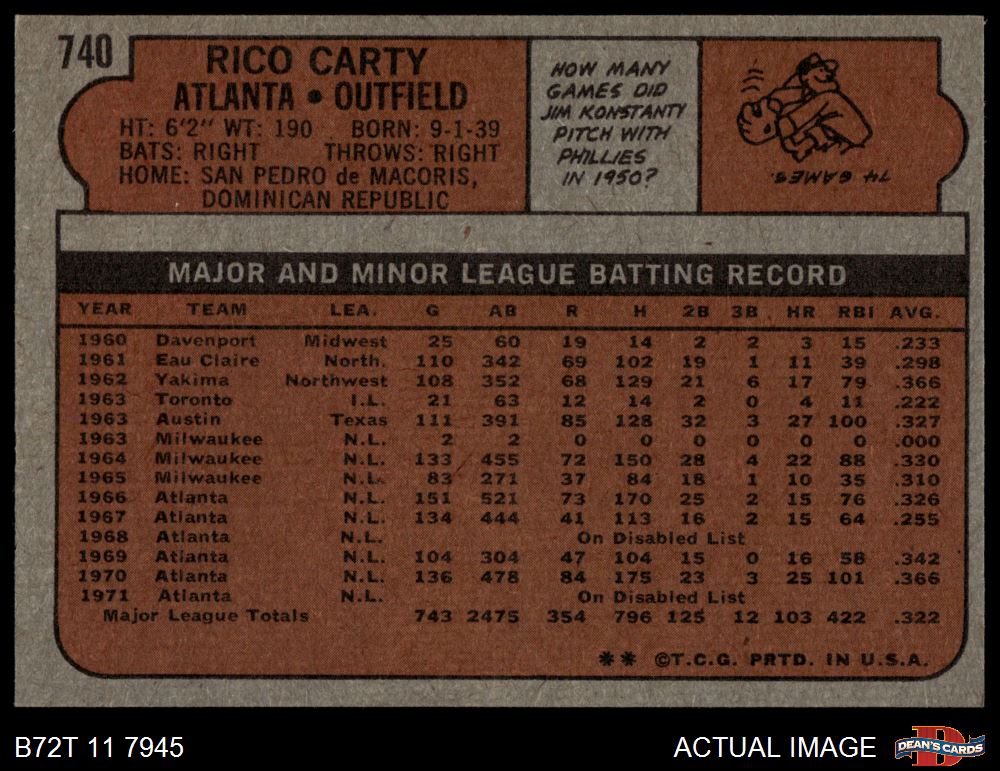 740
RICO CARTY
ATLANTA • OUTFIELD
HT: 6'2" WT: 190 BORN: 9-1-39
BATS: RIGHT THROWS: RIGHT
HOME: SAN PEDRO de MACORIS,
DOMINICAN REPUBLIC
HOW MANY
GAMES DID
JIM KONSTANTY
PITCH WITH
PHILLIES
IN 1950?
74 GAMES.
MAJOR AND MINOR LEAGUE BATTING RECORD
YEAR TEAM LEA. G AB R H 2B 3B HR RBI AVG.
1960 Davenport Midwest 25 60 19 14 2 2 3 15 .233
1961 Eau Claire North. 110 342 69 102 19 1 11 39 .298
1962 Yakima Northwest 108 352 68 129 21 6 17 79 .366
1963 Toronto I.L. 21 63 12 14 2 0 4 11 .222
1963 Austin Texas 111 391 85 128 32 3 27 100 .327
1963 Milwaukee N.L. 2 2 0 0 0 0 0 0 .000
1964 Milwaukee N.L. 133 455 72 150 28 4 22 88 .330
1965 Milwaukee N.L. 83 271 37 84 18 1 10 35 .310
1966 Atlanta N.L. 151 521 73 170 25 2 15 76 .326
1967 Atlanta N.L. 134 444 41 113 16 2 15 64 .255
1968 Atlanta N.L. On Disabled List
1969 Atlanta N.L. 104 304 47 104 15 0 16 58 .342
1970 Atlanta N.L. 136 478 84 175 23 3 25 101 .366
1971 Atlanta N.L. On Disabled List
Major League Totals 743 2475 354 796 125 12 103 422 .322
** ©T.C.G. PRTD. IN U.S.A.
B72T 11 7945
ACTUAL IMAGE
D
DEAN'S CARDS